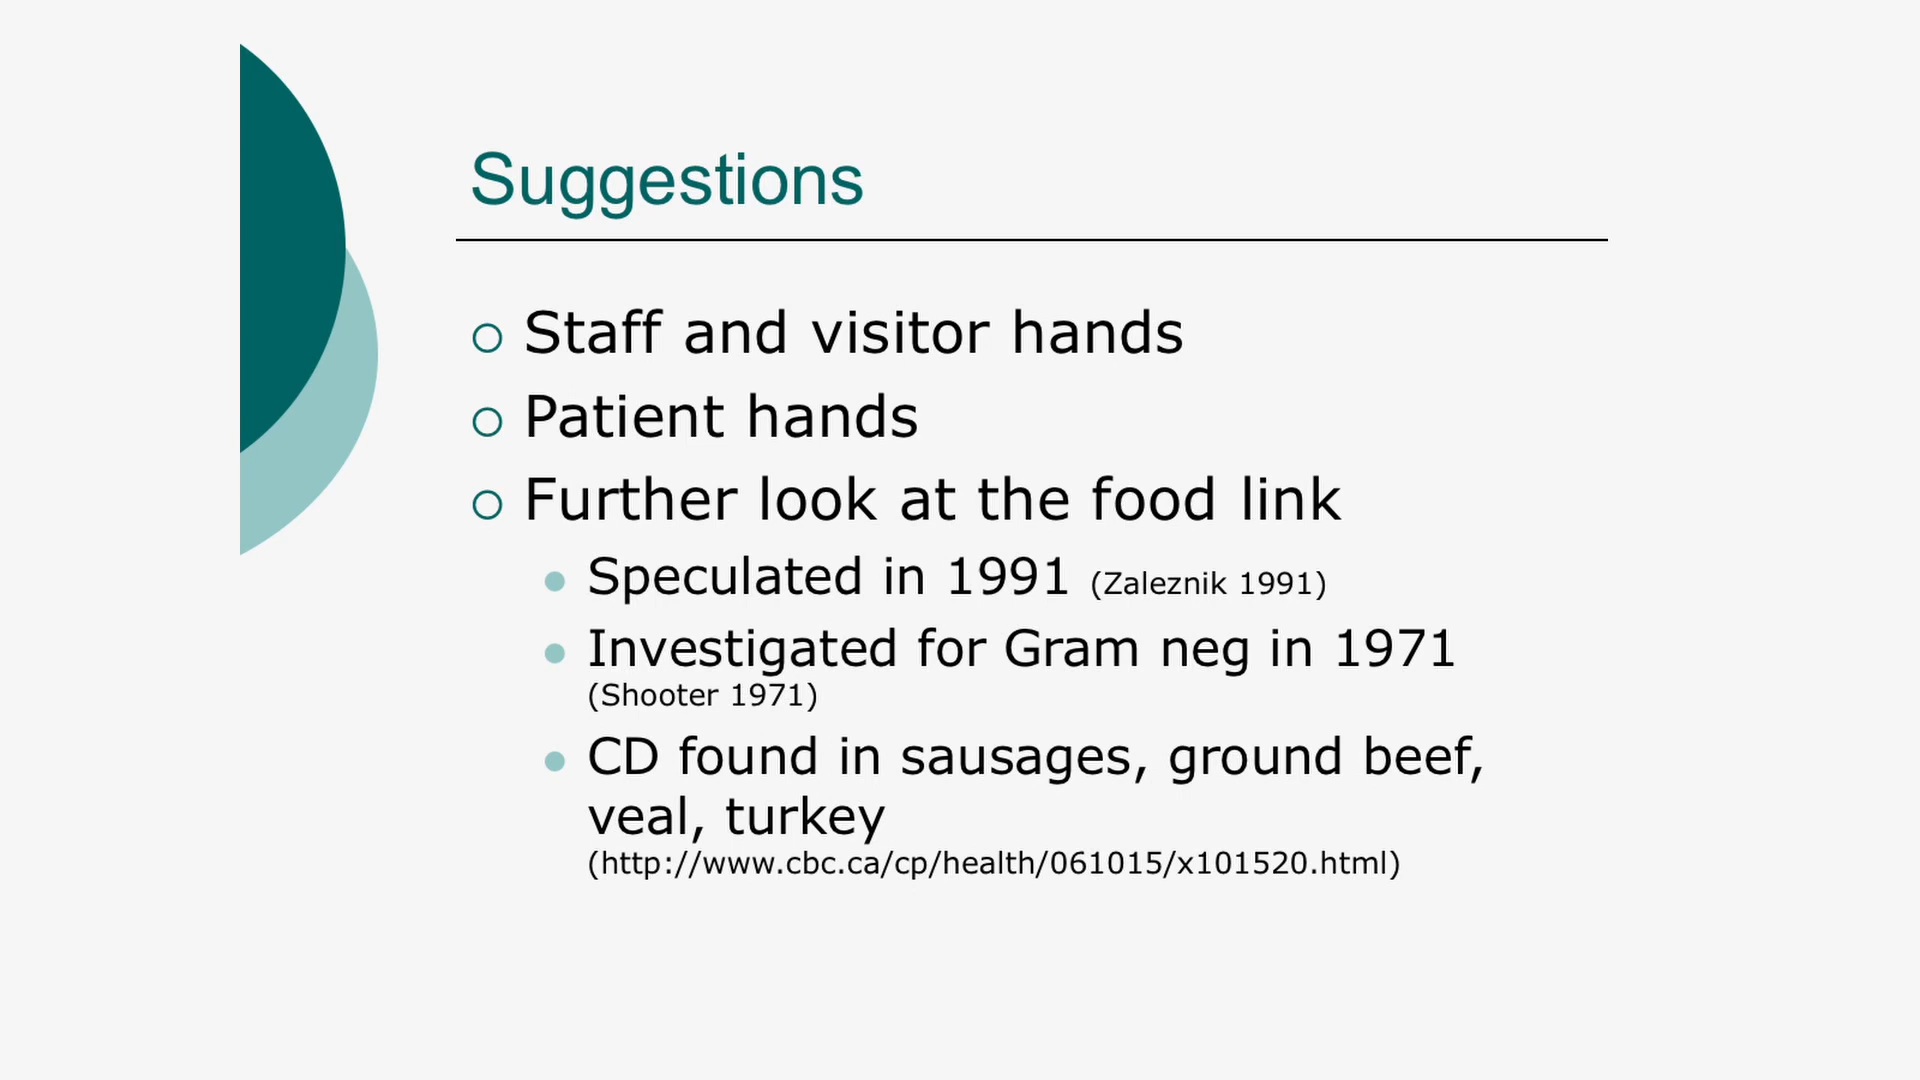 Suggestions
Staff and visitor hands
Patient hands
Further look at the food link
Speculated in 1991 (Zaleznik 1991)
Investigated for Gram neg in 1971
(Shooter 1971)
CD found in sausages, ground beef,
veal, turkey
(http://www.cbc.ca/cp/health/061015/x101520.html)